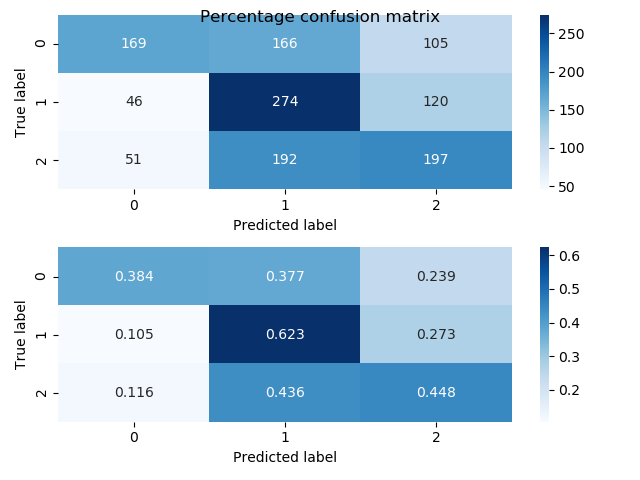 Percentage confusion matrix
True label
0 169 166 105
1 46 274 120
2 51 192 197
0 1 2
Predicted label
250
200
150
100
50
True label
0 0.384 0.377 0.239
1 0.105 0.623 0.273
2 0.116 0.436 0.448
0 1 2
Predicted label
0.6
0.5
0.4
0.3
0.2